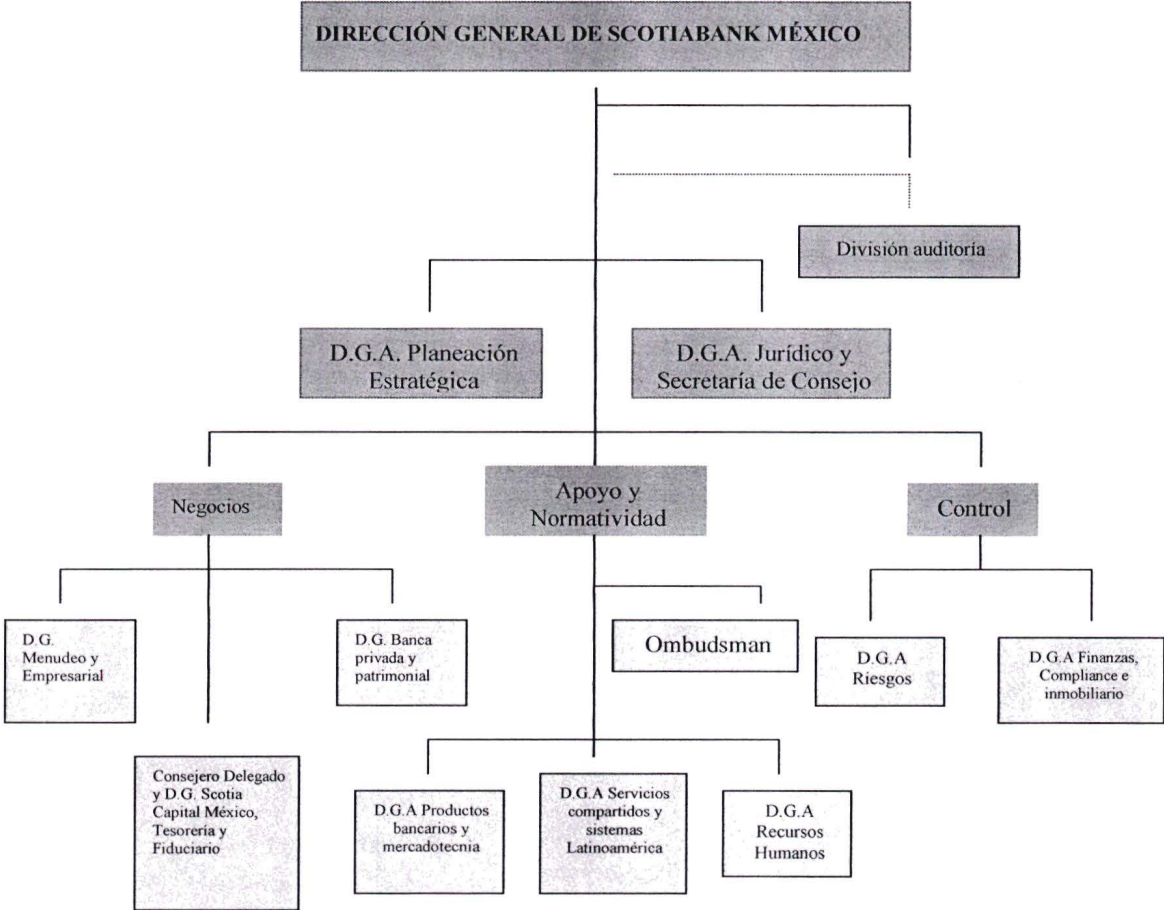 DIRECCIÓN GENERAL DE SCOTIABANK MÉXICO
División auditoría
D.G.A. Planeación
Estratégica
D.G.A. Jurídico y
Secretaría de Consejo
Negocios
Apoyo y
Normatividad
Control
D.G.
Menudeo y
Empresarial
D.G. Banca
privada y
patrimonial
Ombudsman
D.G.A
Riesgos
D.G.A Finanzas,
Compliance e
inmobiliario
Consejero Delegado
y D.G. Scotia
Capital México,
Tesorería y
Fiduciario
D.G.A Productos
bancarios y
mercadotecnia
D.G.A Servicios
compartidos y
sistemas
Latinoamérica
D.G.A
Recursos
Humanos